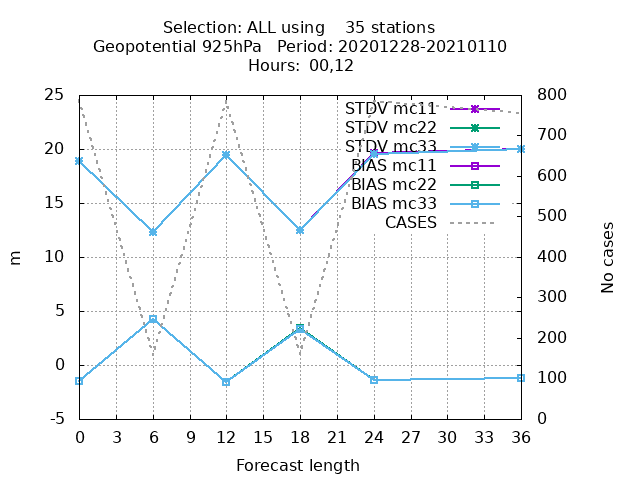 Selection: ALL using    35 stations
Geopotential 925hPa   Period: 20201228-20210110
Hours: 00,12
25 800
STDV mc11
STDV mc22
STDV mc33
BIAS mc11
BIAS mc22
BIAS mc33
CASES
20
15
10
5
0
-5
700
600
500
400
300
200
100
0
m
No cases
0 3 6 9 12 15 18 21 24 27 30 33 36
Forecast length